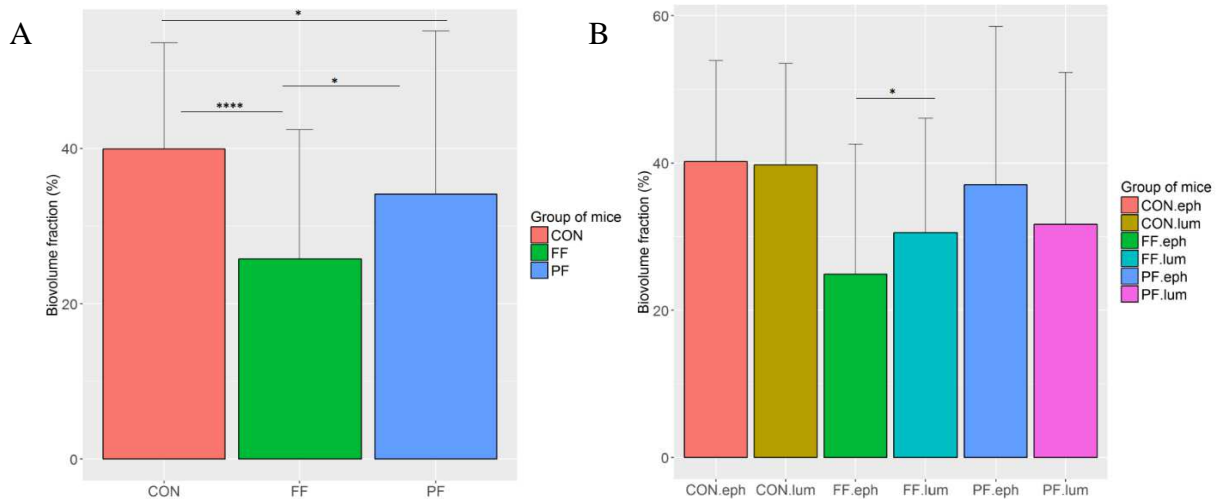 A
Biovolume fraction (%)
40
20
0
*
****
*
CON
FF
PF
Group of mice
CON
FF
PF
B
Biovolume fraction (%)
60
40
20
0
*
CON.eph
CON.lum
FF.eph
FF.lum
PF.eph
PF.lum
Group of mice
CON.eph
CON.lum
FF.eph
FF.lum
PF.eph
PF.lum